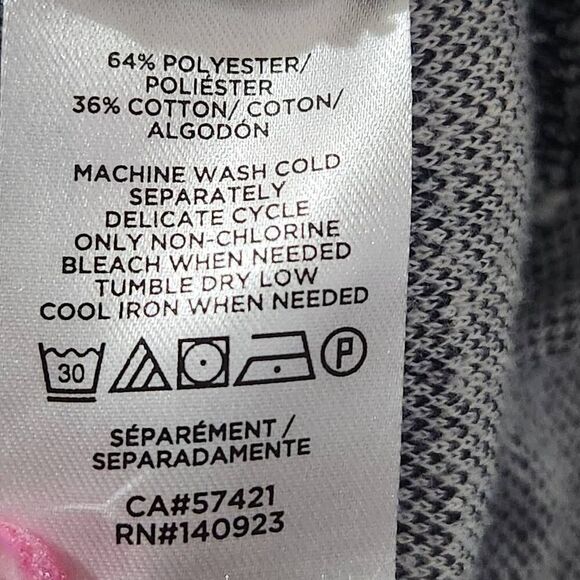 64% POLYESTER/
POLIÉSTER
36% COTTON/ COTON/
ALGODÓN
MACHINE WASH COLD
SEPARATELY
DELICATE CYCLE
ONLY NON-CHLORINE
BLEACH WHEN NEEDED
TUMBLE DRY LOW
COOL IRON WHEN NEEDED
30 P
SÉPARÉMENT /
SEPARADAMENTE
CA#57421
RN#140923